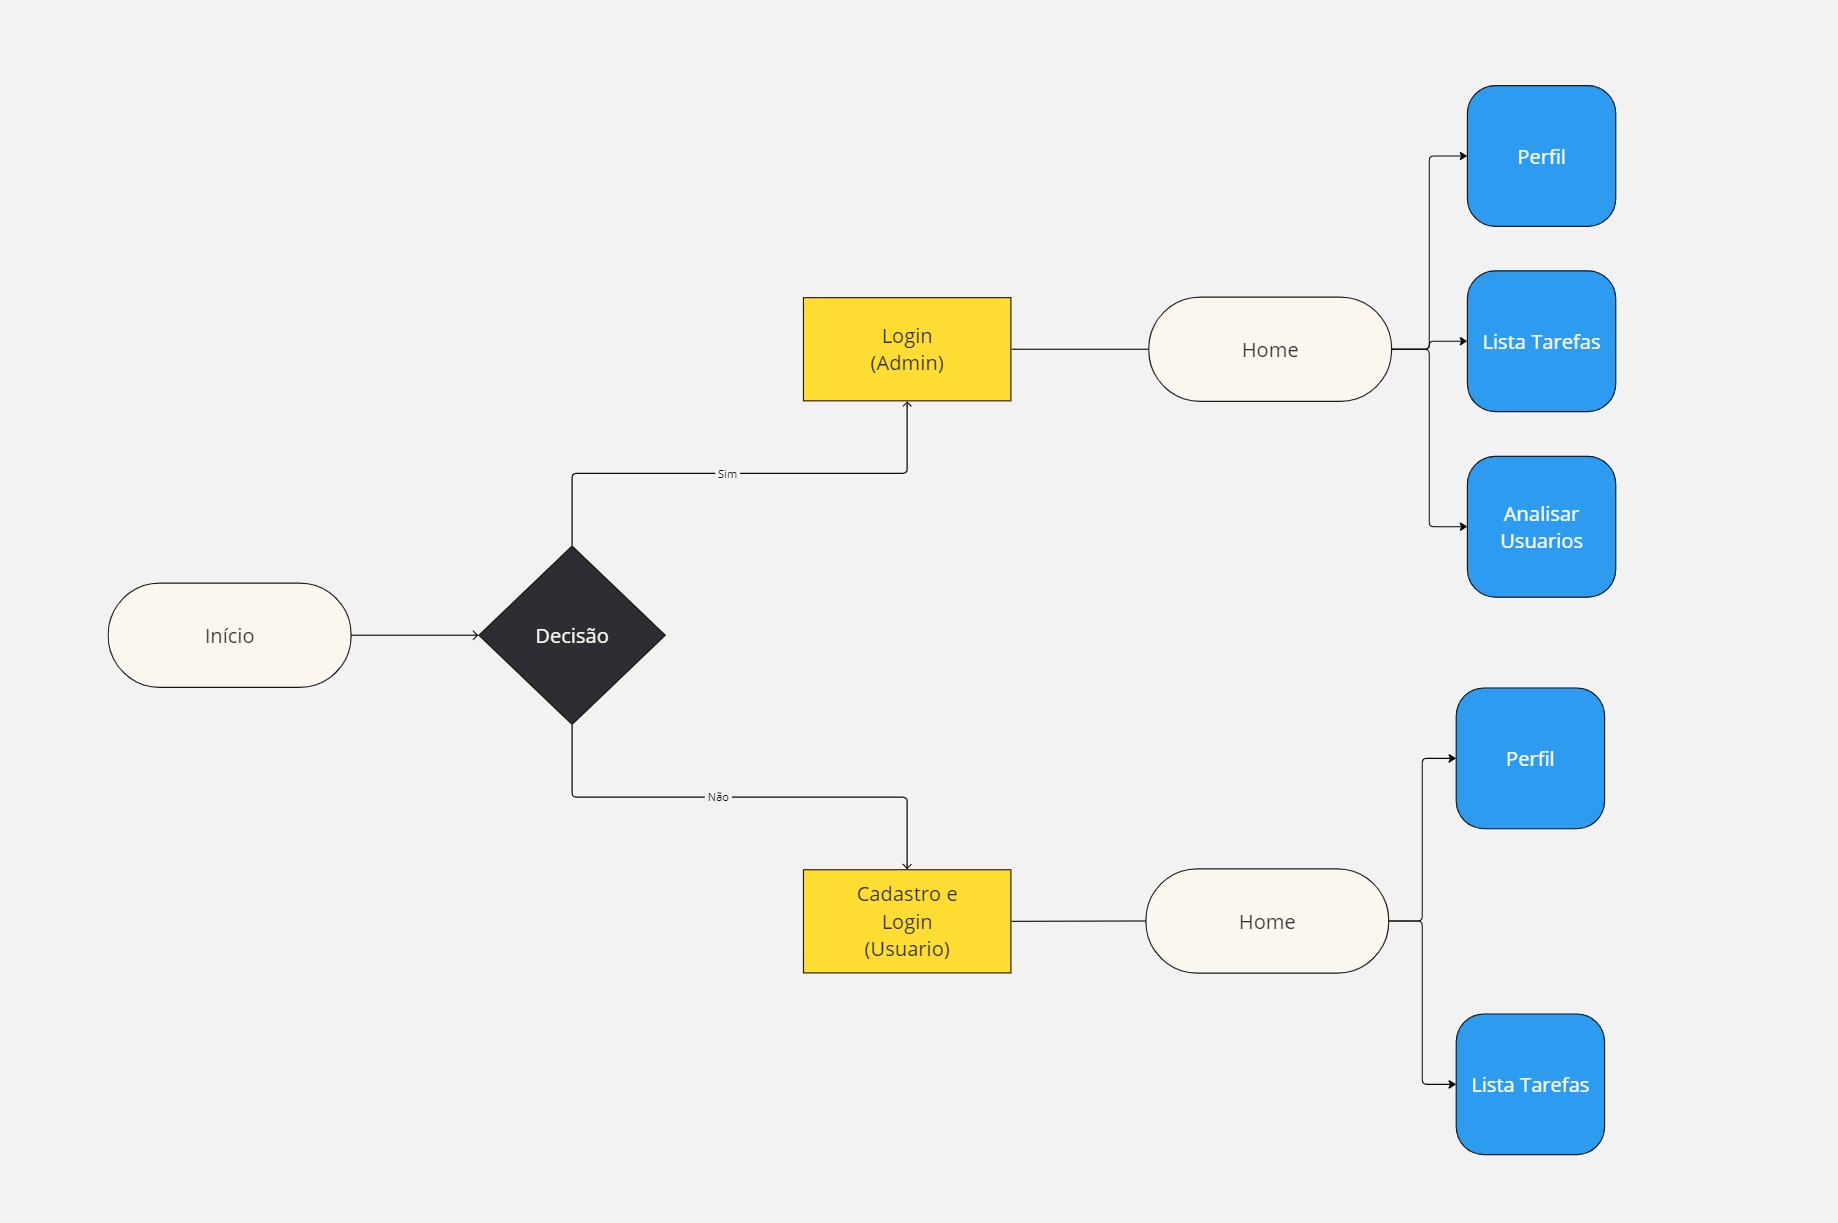 Início
Decisão
Sim
Login
(Admin)
Home
Perfil
Lista Tarefas
Analisar
Usuarios
Não
Cadastro e
Login
(Usuario)
Home
Perfil
Lista Tarefas